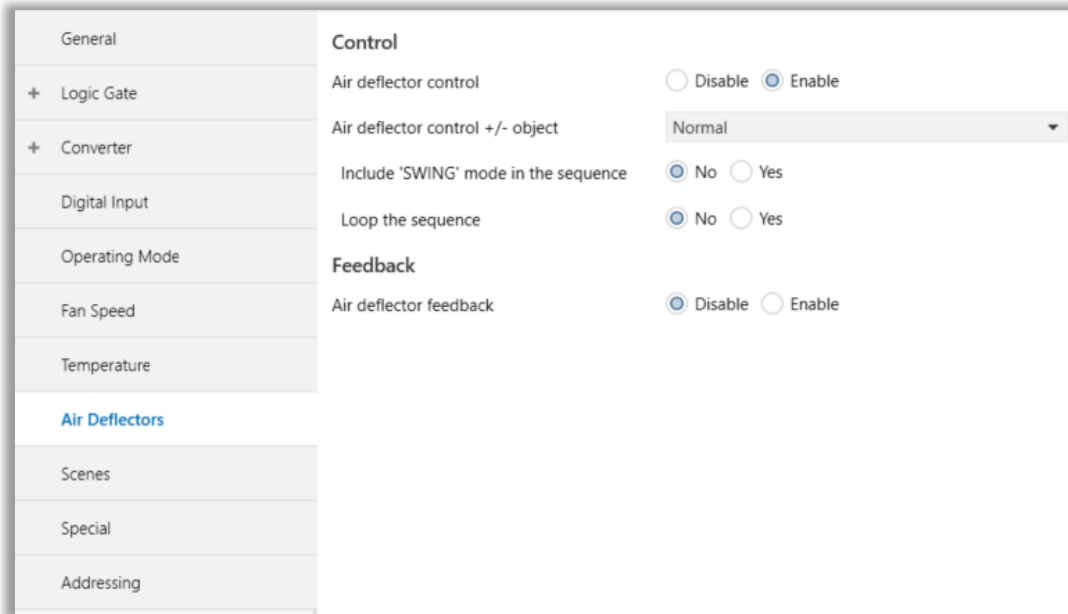 General
+ Logic Gate
+ Converter
Digital Input
Operating Mode
Fan Speed
Temperature
Air Deflectors
Scenes
Special
Addressing
Control
Air deflector control Disable Enable
Air deflector control +/- object Normal
Include 'SWING' mode in the sequence No Yes
Loop the sequence No Yes
Feedback
Air deflector feedback Disable Enable